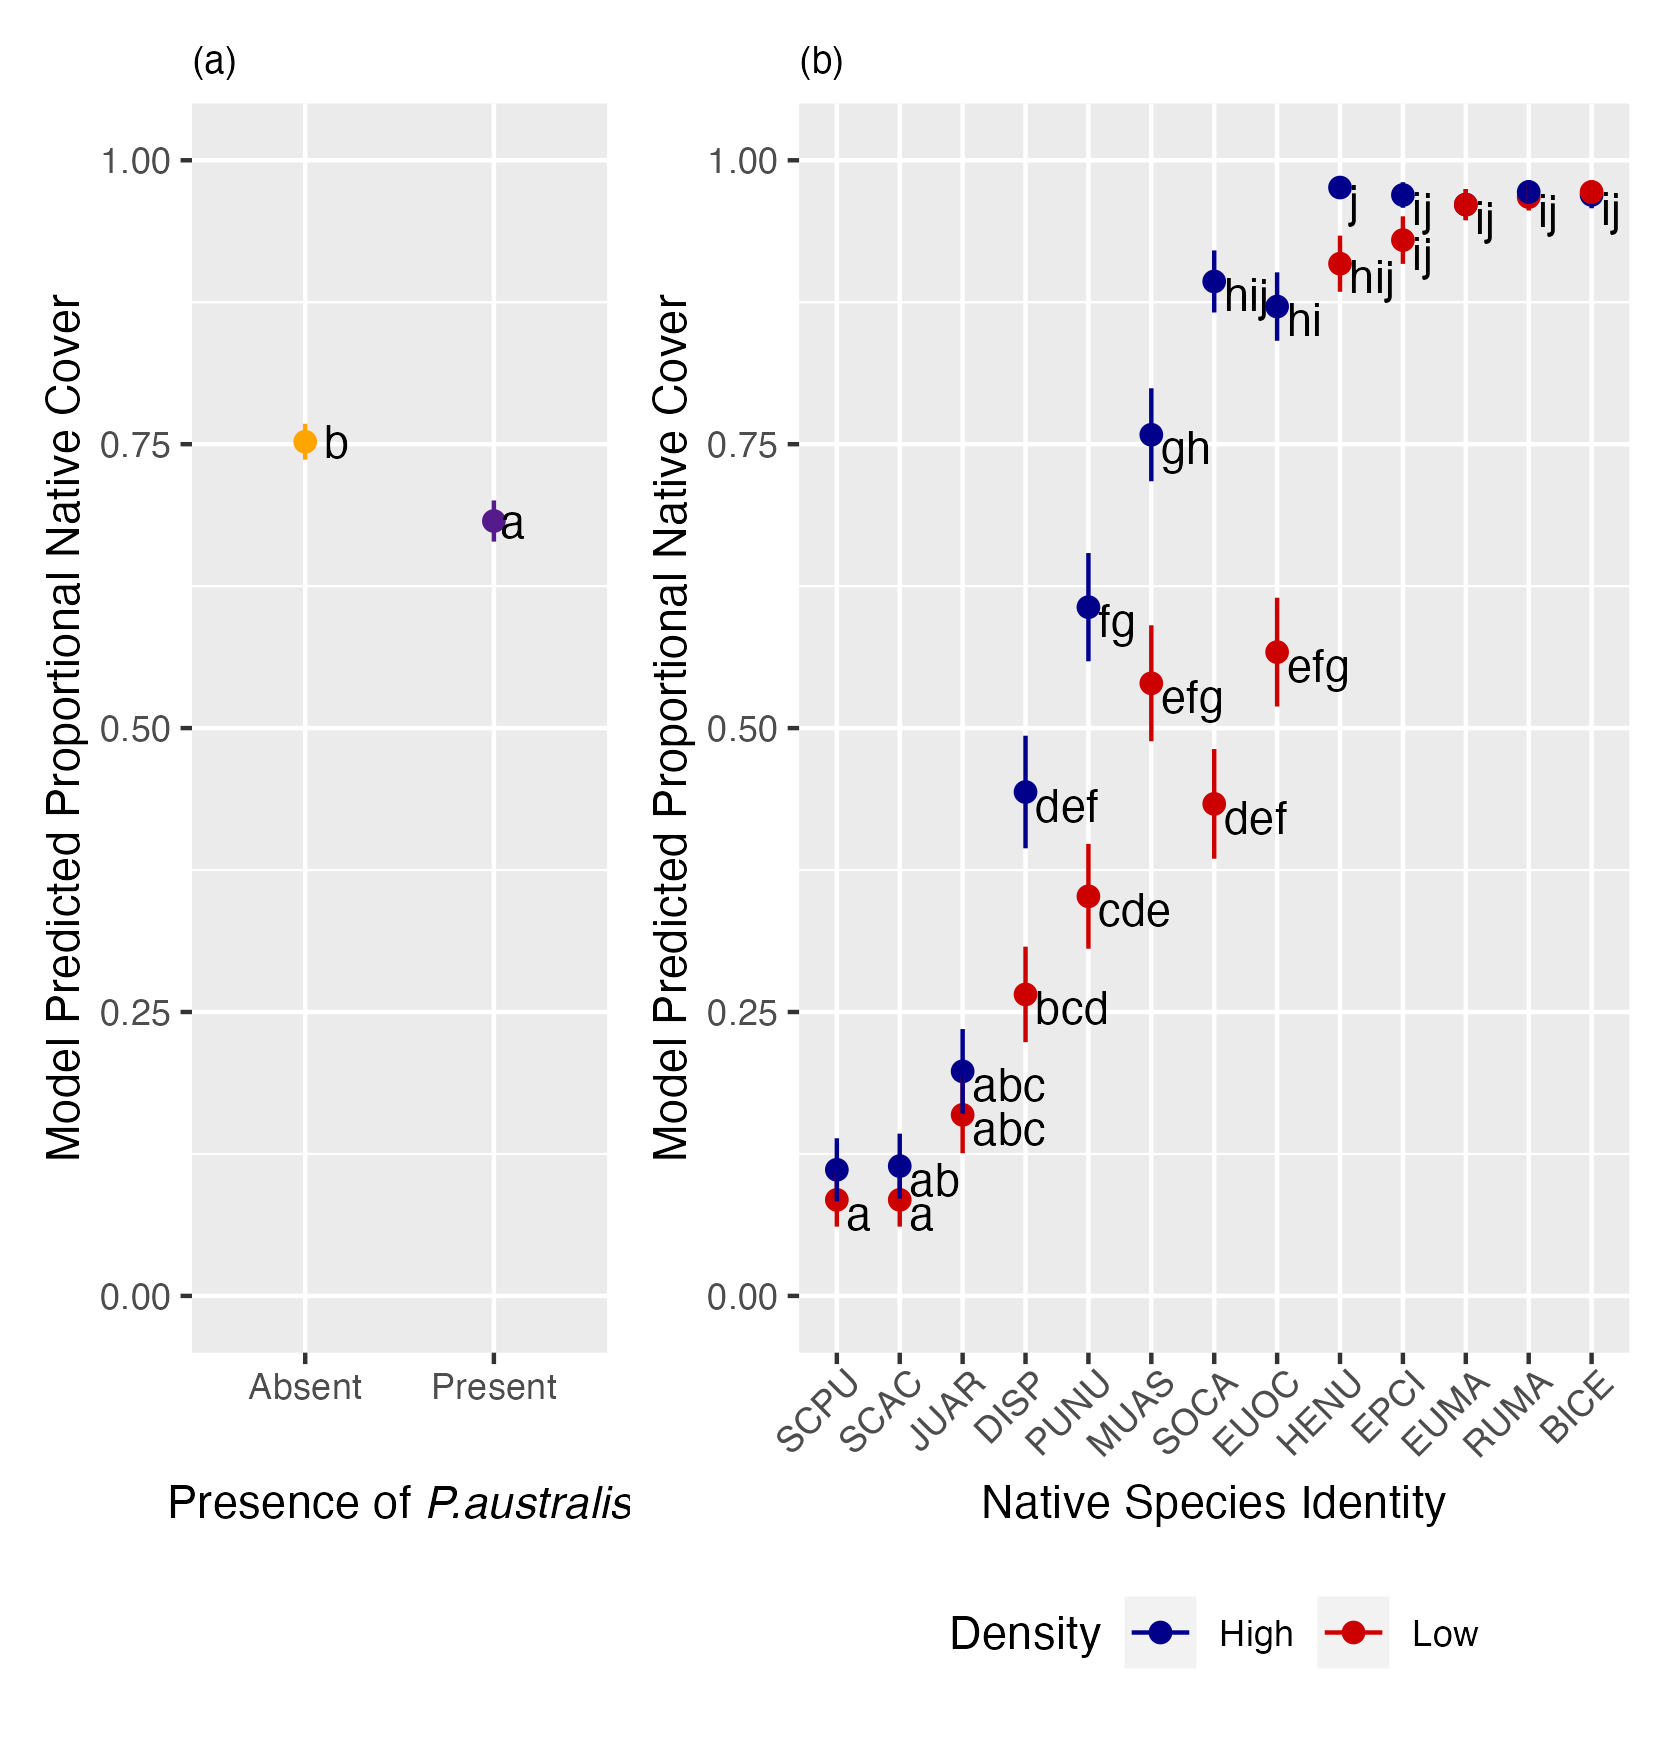 (a)
(b)
Model Predicted Proportional Native Cover
1.00
0.75
0.50
0.25
0.00
b
a
Absent
Present
Presence of P.australis
Model Predicted Proportional Native Cover
1.00
0.75
0.50
0.25
0.00
j
ij
ij
ij
ij
hij
ij
hij
hi
gh
fg
efg
efg
def
def
cde
bcd
abc
abc
ab
a
a
SCPU
SCAC
JUAR
DISP
PUNU
MUAS
SOCA
EUOC
HENU
EPCI
EUMA
RUMA
BICE
Native Species Identity
Density
High
Low